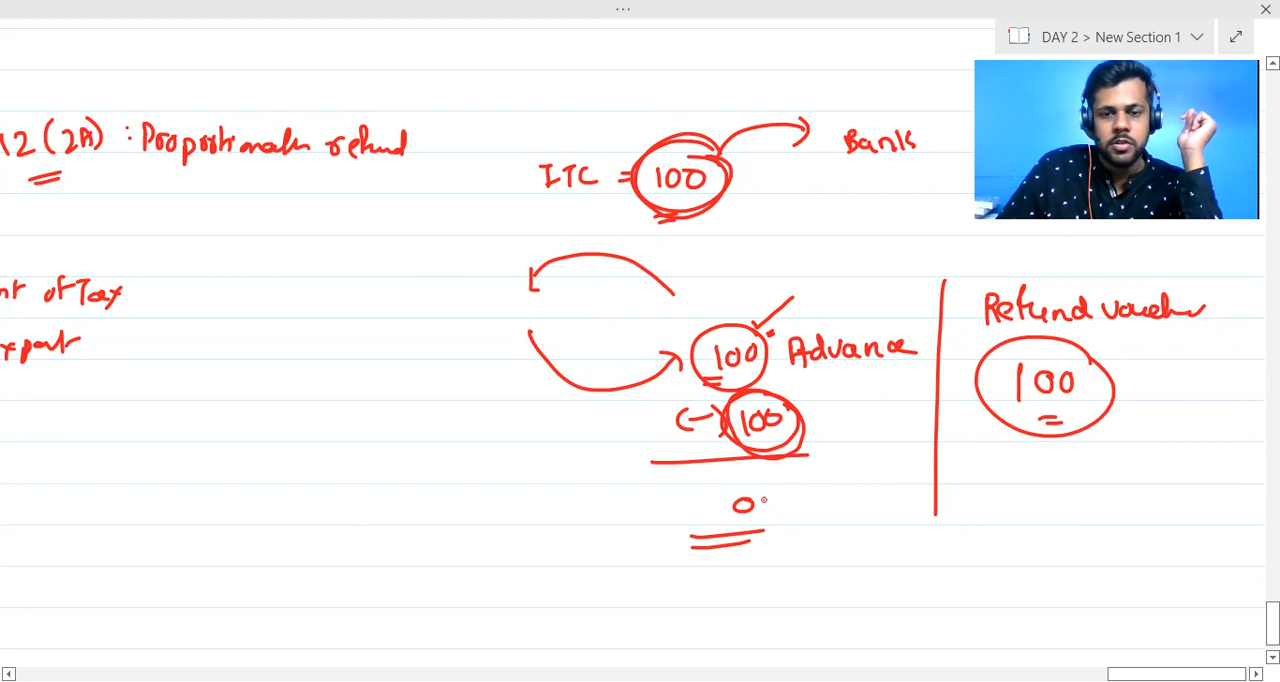 DAY 2 > New Section 1
12 (2A) : Proportionate refund
ITC = 100
Bank
nt of Tax
xport
100 Advance
(-) 100
0
Refund voucher
100